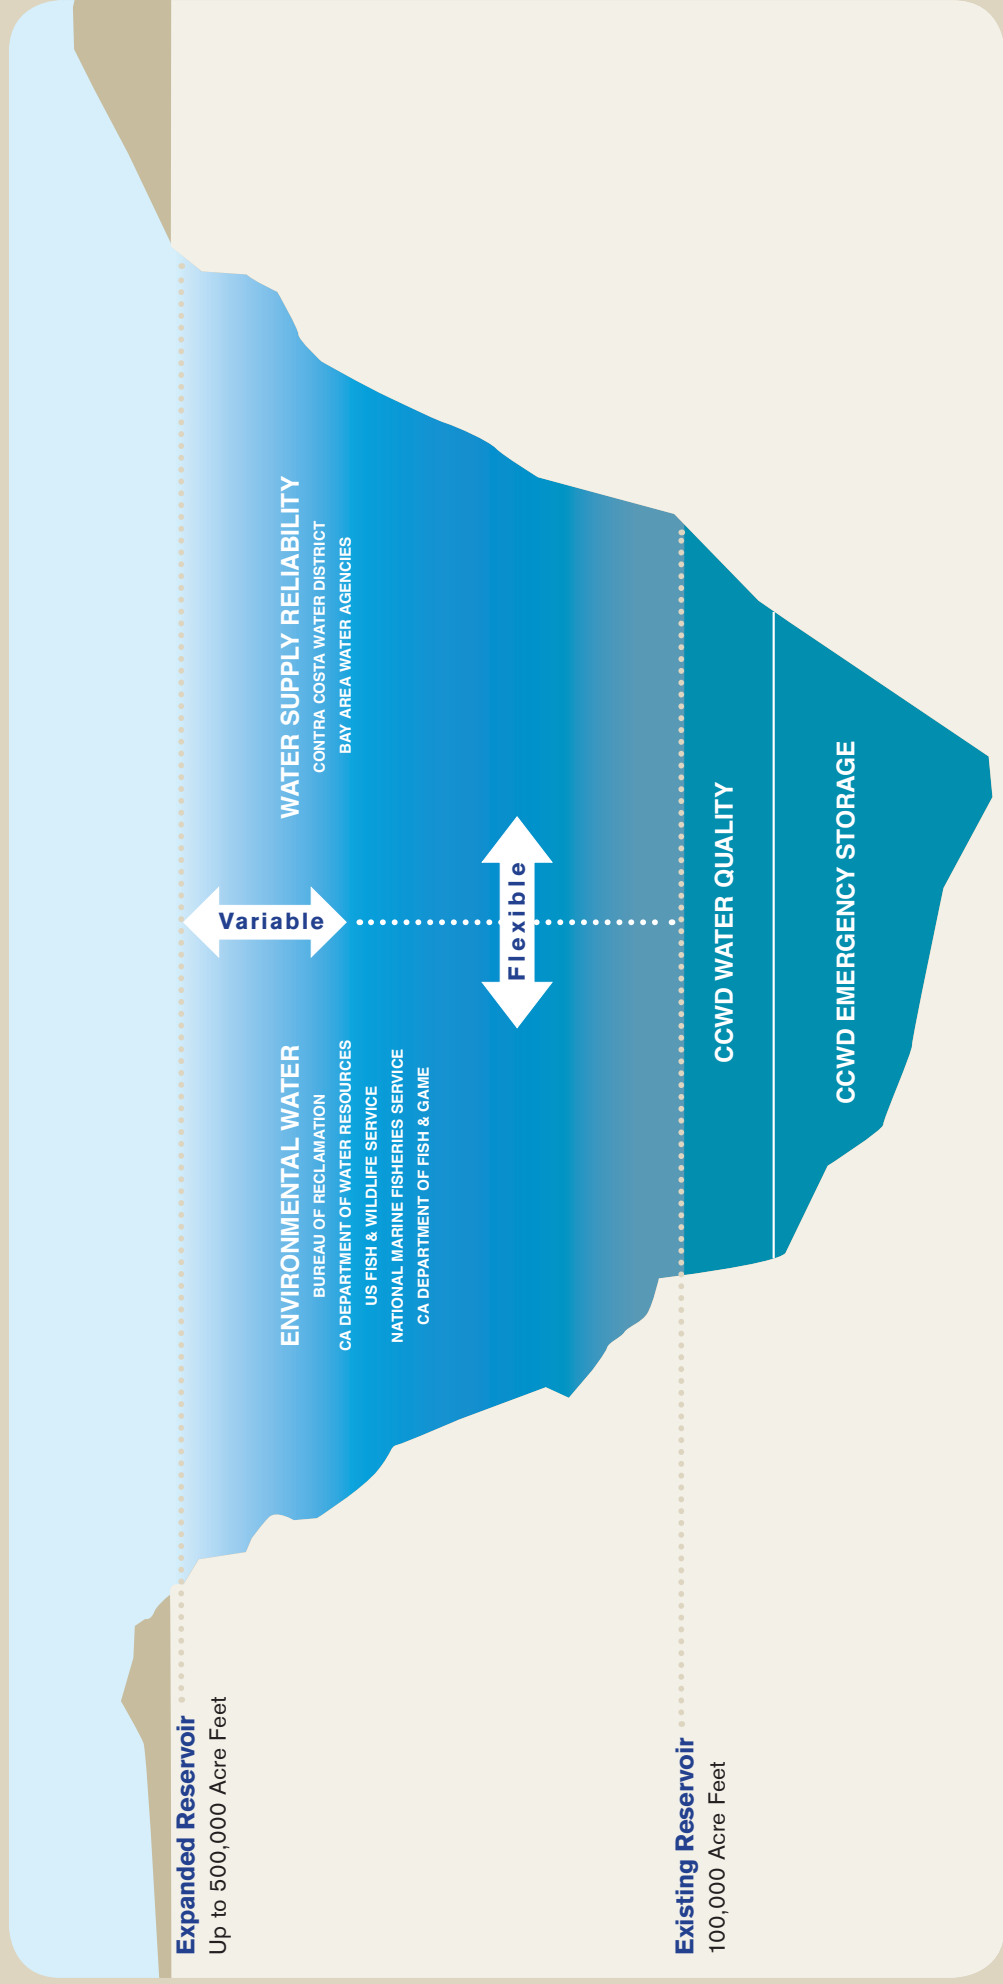 Expanded Reservoir
Up to 500,000 Acre Feet
ENVIRONMENTAL WATER
BUREAU OF RECLAMATION
CA DEPARTMENT OF WATER RESOURCES
US FISH & WILDLIFE SERVICE
NATIONAL MARINE FISHERIES SERVICE
CA DEPARTMENT OF FISH & GAME
Variable
WATER SUPPLY RELIABILITY
CONTRA COSTA WATER DISTRICT
BAY AREA WATER AGENCIES
Flexible
Existing Reservoir
100,000 Acre Feet
CCWD WATER QUALITY
CCWD EMERGENCY STORAGE